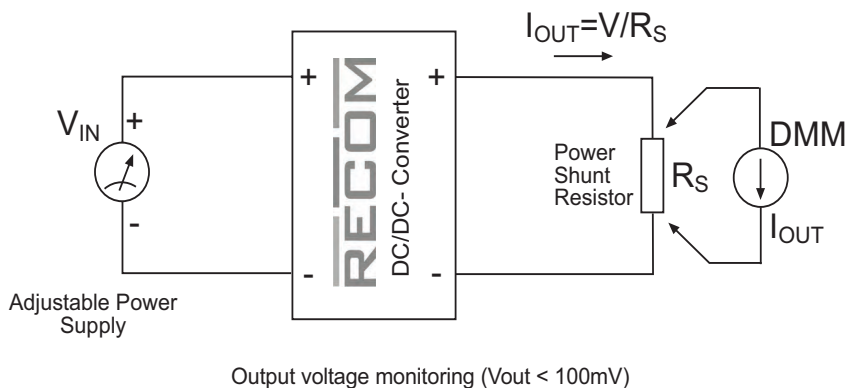 I_OUT=V/R_S
V_IN
+
-
Adjustable Power
Supply
+
-
RECOM
DC/DC- Converter
+
-
Power
Shunt
Resistor
R_S
DMM
I_OUT
Output voltage monitoring (Vout < 100mV)